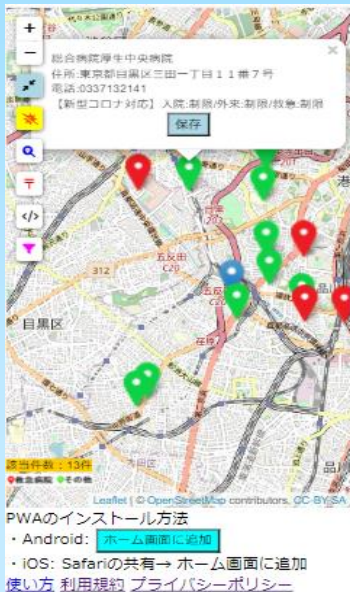 +
−
×
総合病院厚生中央病院
住所:東京都目黒区三田一丁目11番7号
電話:0337132141
【新型コロナ対応】入院:制限/外来:制限/救急:制限
保存
〒
</>
312
五反田
目黒区
大田区
品川
該当件数:13件
救急病院 その他
Leaflet | © OpenStreetMap contributors, CC-BY-SA
PWAのインストール方法
・Android: ホーム画面に追加
・iOS: Safariの共有→ ホーム画面に追加
使い方 利用規約 プライバシーポリシー